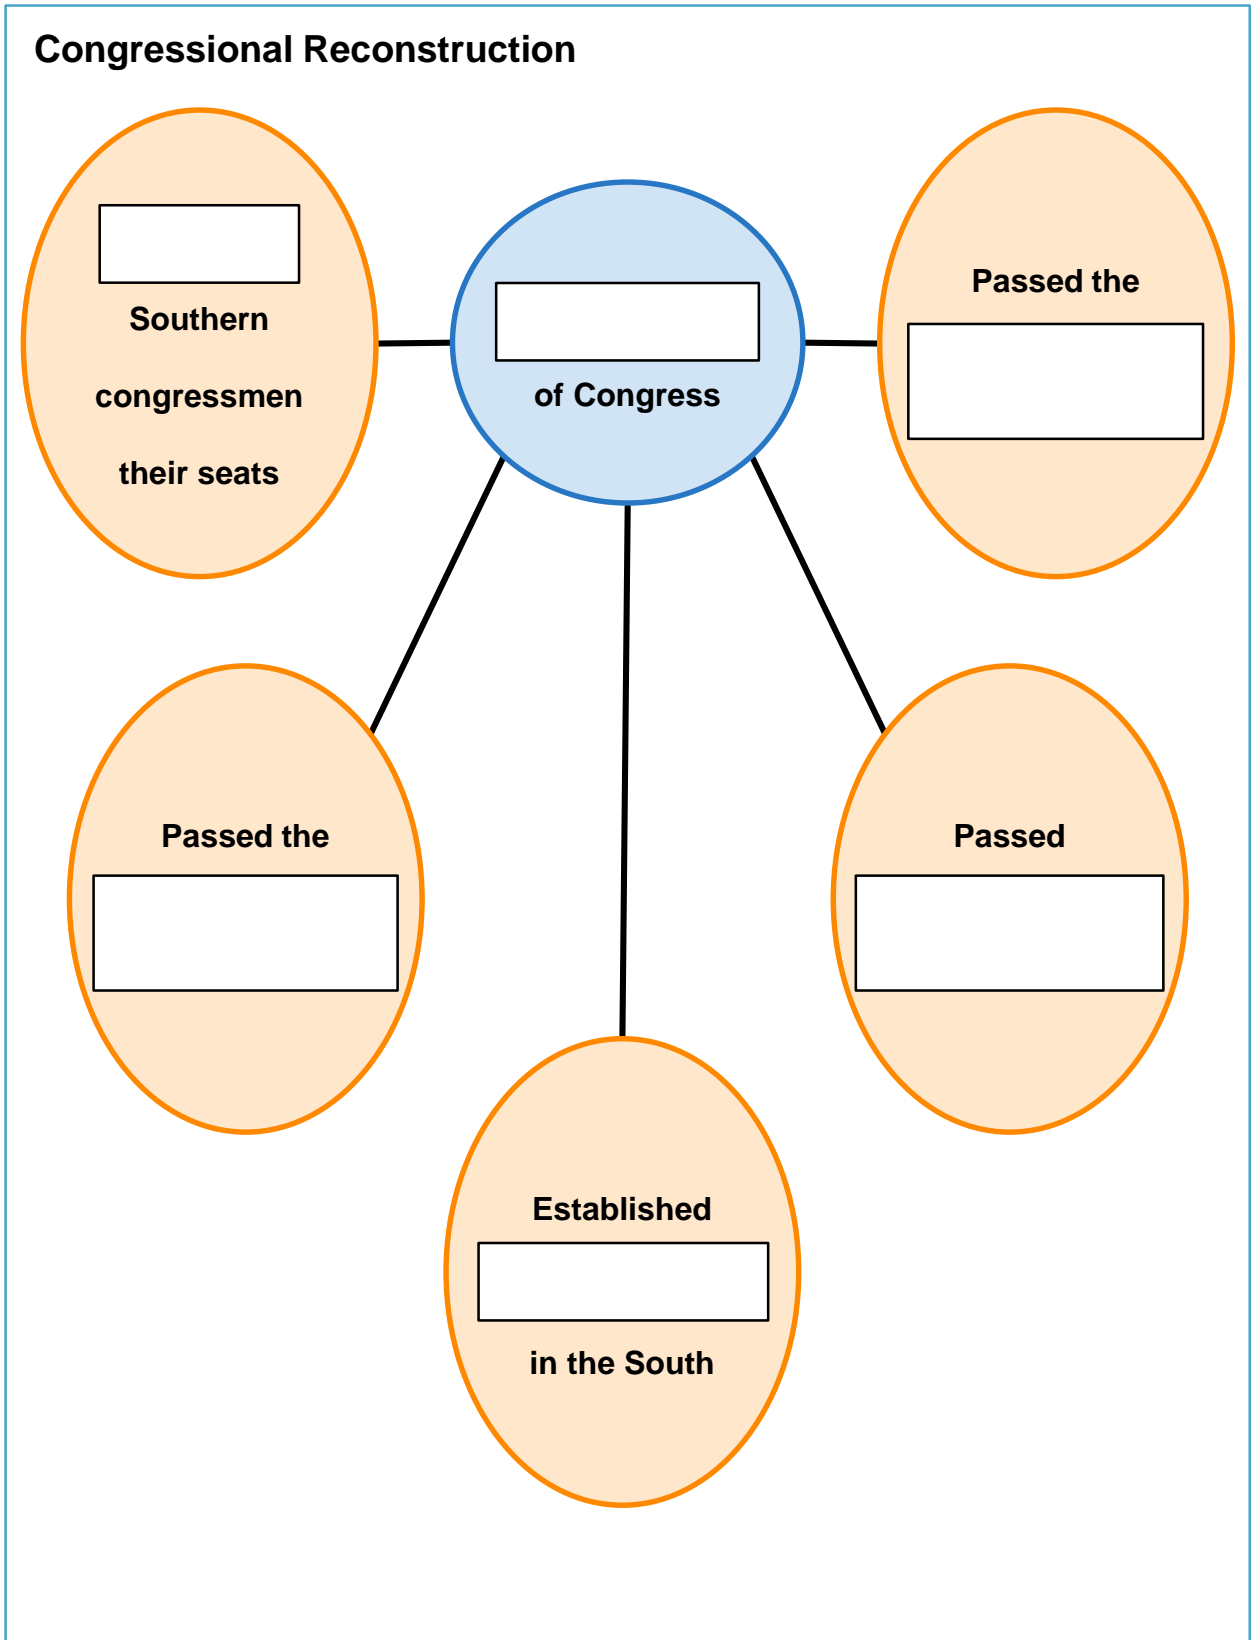 Congressional Reconstruction
Southern
congressmen
their seats
of Congress
Passed the
Passed the
Passed
Established
in the South